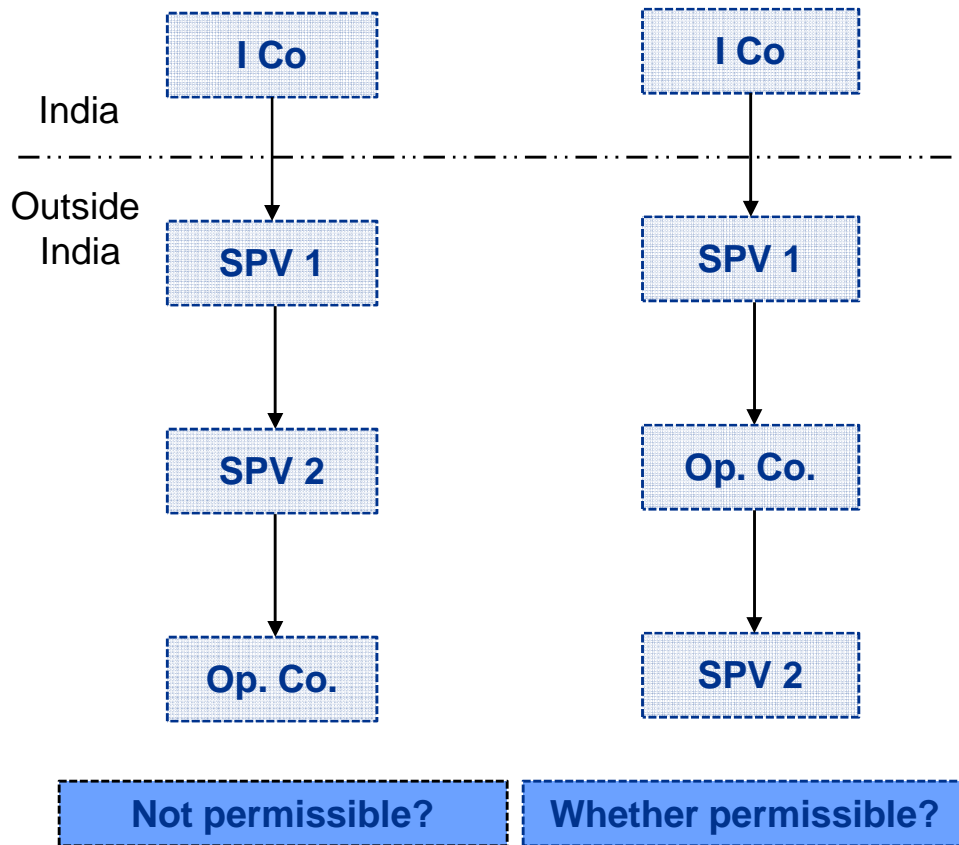 I Co
I Co
India
Outside
India
SPV 1
SPV 1
SPV 2
Op. Co.
Op. Co.
SPV 2
Not permissible?
Whether permissible?